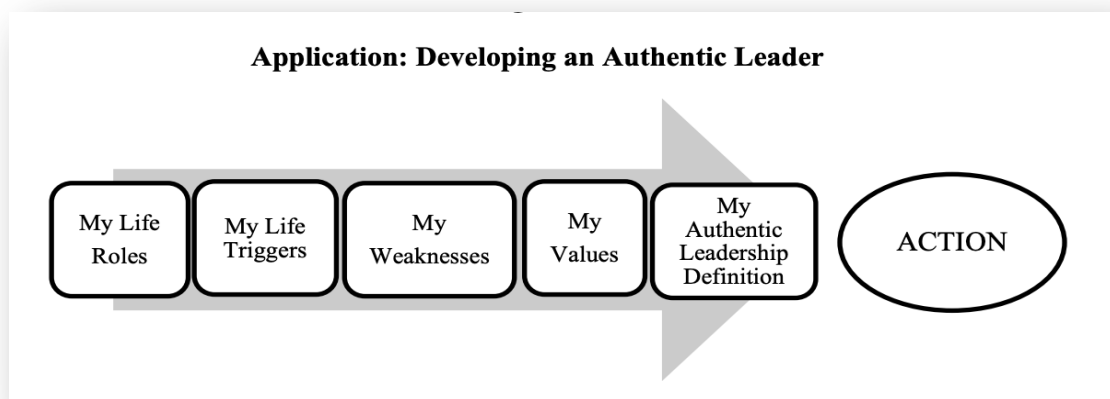 Application: Developing an Authentic Leader
My Life
Roles
My Life
Triggers
My
Weaknesses
My
Values
My
Authentic
Leadership
Definition
ACTION